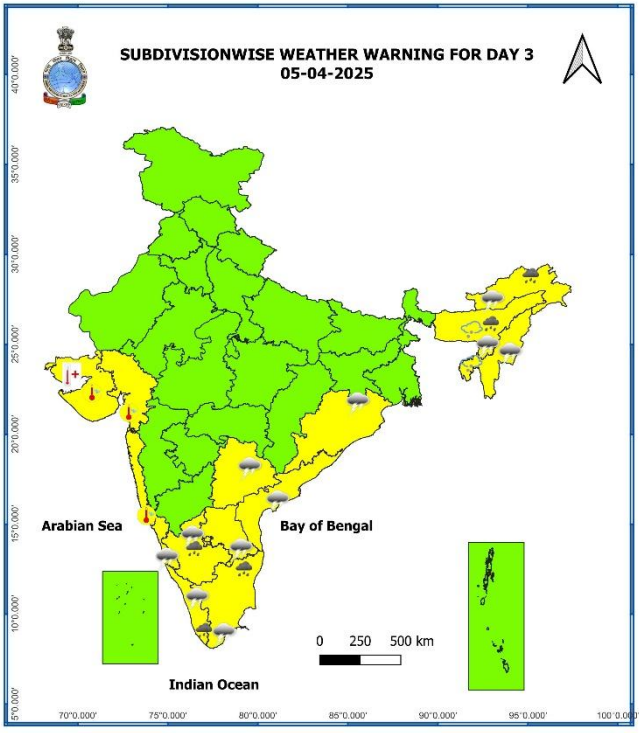 SUBDIVISIONWISE WEATHER WARNING FOR DAY 3
05-04-2025
40°0.000'
35°0.000'
30°0.000'
25°0.000'
20°0.000'
15°0.000'
10°0.000'
5°0.000'
Arabian Sea
Bay of Bengal
0 250 500 km
Indian Ocean
70°0.000' 75°0.000' 80°0.000' 85°0.000' 90°0.000' 95°0.000' 100°0.000'